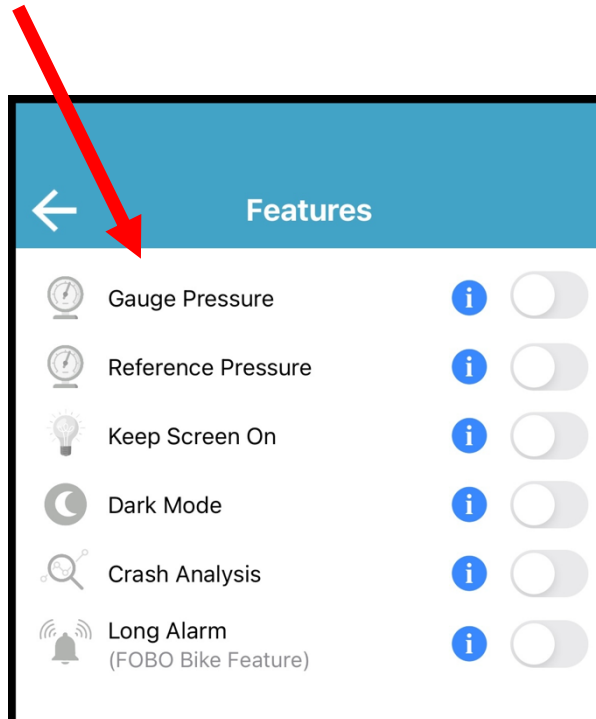 Features
Gauge Pressure i
Reference Pressure i
Keep Screen On i
Dark Mode i
Crash Analysis i
Long Alarm i
(FOBO Bike Feature)